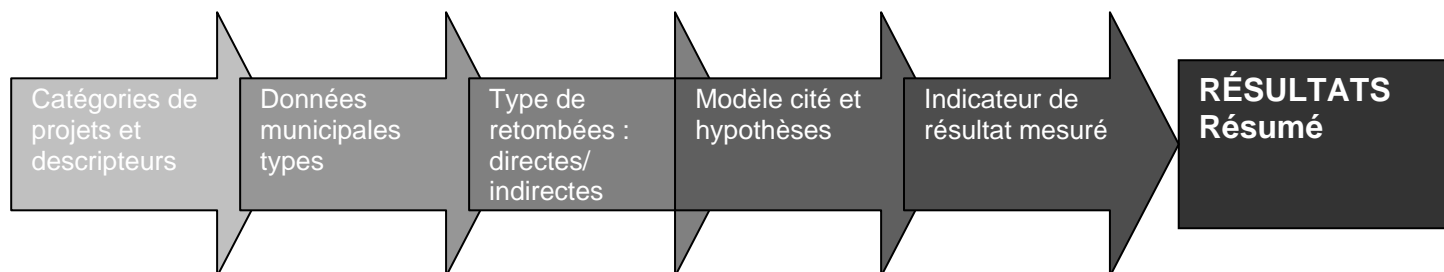 Catégories de
projets et
descripteurs
Données
municipales
types
Type de
retombées :
directes/
indirectes
Modèle cité et
hypothèses
Indicateur de
résultat mesuré
RÉSULTATS
Résumé